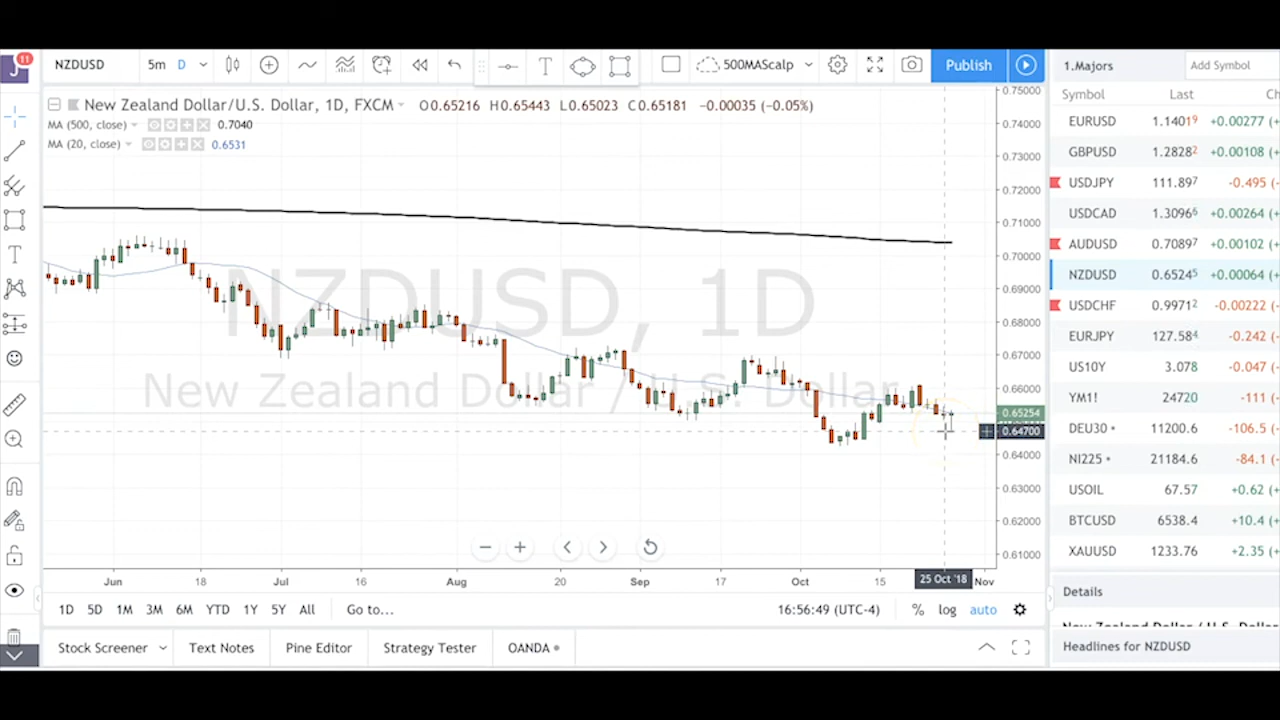 11
J
NZDUSD 5m D 500MAScalp Publish
1.Majors Add Symbol
New Zealand Dollar/U.S. Dollar, 1D, FXCM O0.65216 H0.65443 L0.65023 C0.65181 −0.00035 (−0.05%)
MA (500, close) 0.7040
MA (20, close) 0.6531
NZDUSD, 1D
New Zealand Dollar / U.S. Dollar
0.75000
0.74000
0.73000
0.72000
0.71000
0.70000
0.69000
0.68000
0.67000
0.66000
0.65254
0.64700
0.64000
0.63000
0.62000
0.61000
Jun 18 Jul 16 Aug 20 Sep 17 Oct 15 25 Oct '18 Nov
1D 5D 1M 3M 6M YTD 1Y 5Y All Go to... 16:56:49 (UTC-4) % log auto
Stock Screener Text Notes Pine Editor Strategy Tester OANDA
Symbol Last Ch
EURUSD 1.14019 +0.00277 (+
GBPUSD 1.28282 +0.00108 (+
USDJPY 111.897 -0.495 (-
USDCAD 1.30966 +0.00264 (+
AUDUSD 0.70897 +0.00102 (+
NZDUSD 0.65245 +0.00064 (+
USDCHF 0.99712 -0.00222 (-
EURJPY 127.584 -0.242 (-
US10Y 3.078 -0.047 (-
YM1! 24720 -111 (-
DEU30 11200.6 -106.5 (-
NI225 21184.6 -84.1 (-
USOIL 67.57 +0.62 (+
BTCUSD 6538.4 +10.4 (+
XAUUSD 1233.76 +2.35 (+
Details
New Zealand Dollar / U.S. Dollar
Headlines for NZDUSD